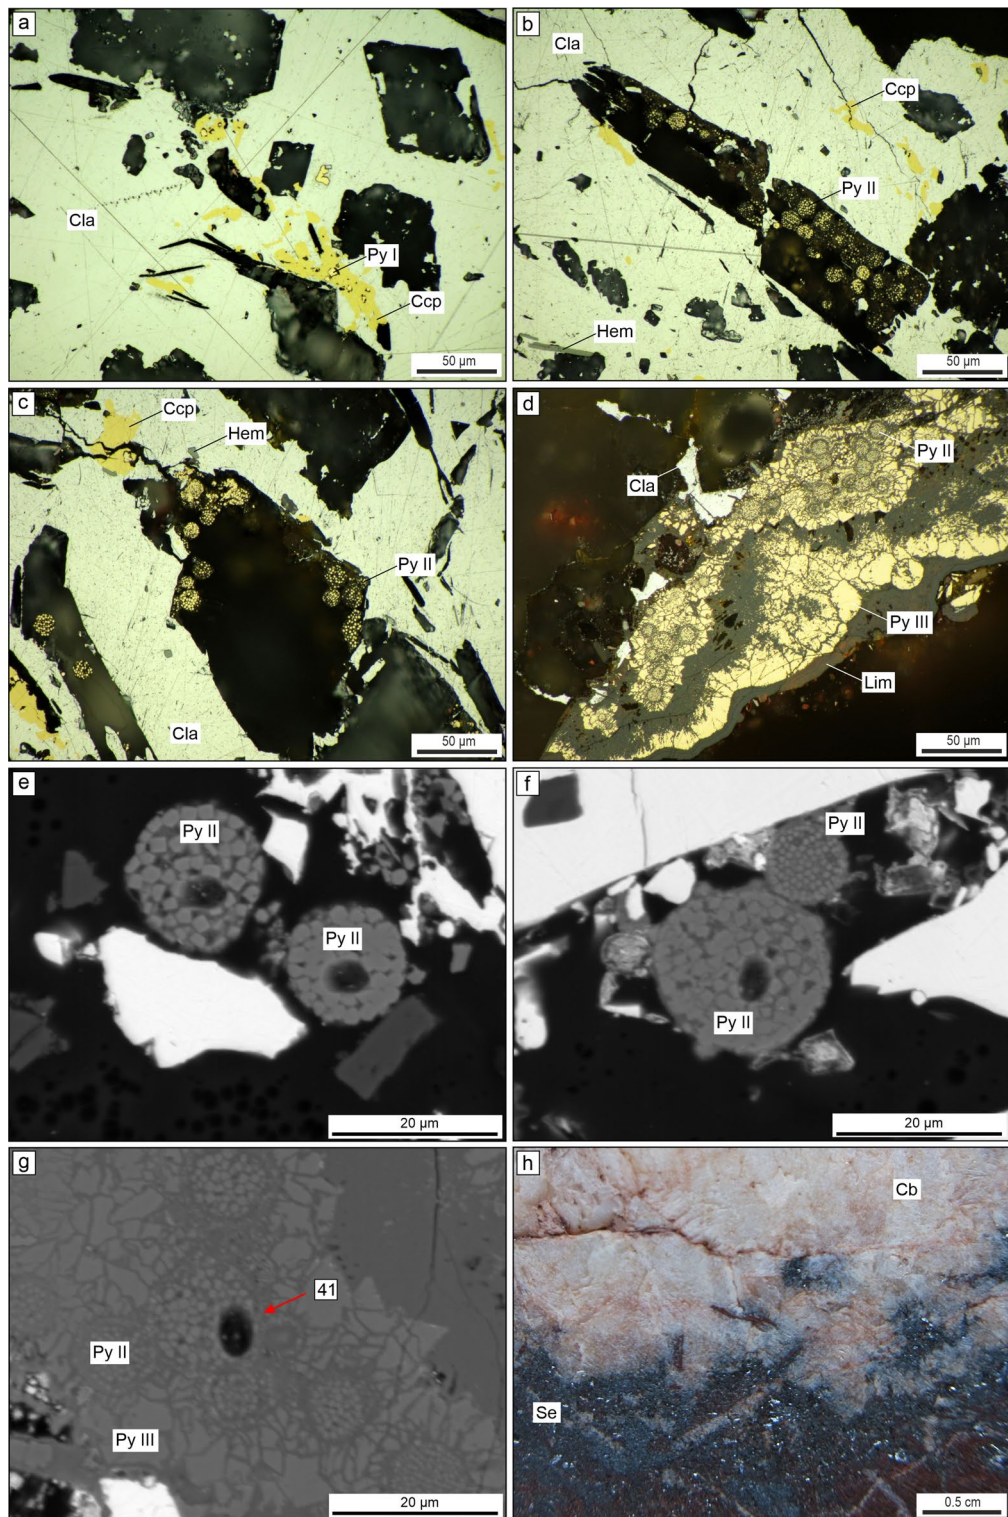 a
Cla
Py I
Ccp
50 µm
b
Cla
Ccp
Py II
Hem
50 µm
c
Ccp
Hem
Py II
Cla
50 µm
d
Cla
Py II
Py III
Lim
50 µm
e
Py II
Py II
20 µm
f
Py II
Py II
20 µm
g
41
Py II
Py III
20 µm
h
Cb
Se
0.5 cm